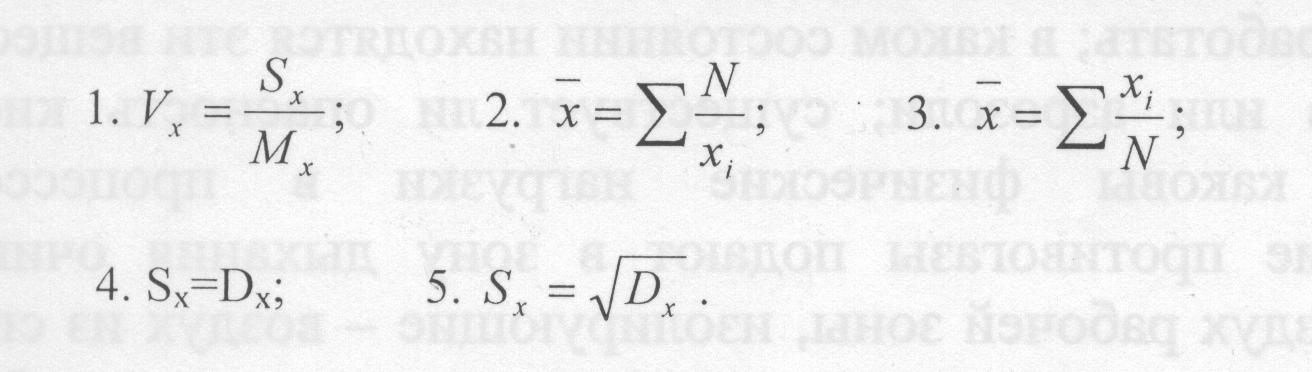 1. V_x = S_x / M_x; 2. x̄ = ∑ N / x_i; 3. x̄ = ∑ x_i / N;
4. S_x=D_x; 5. S_x = √D_x .